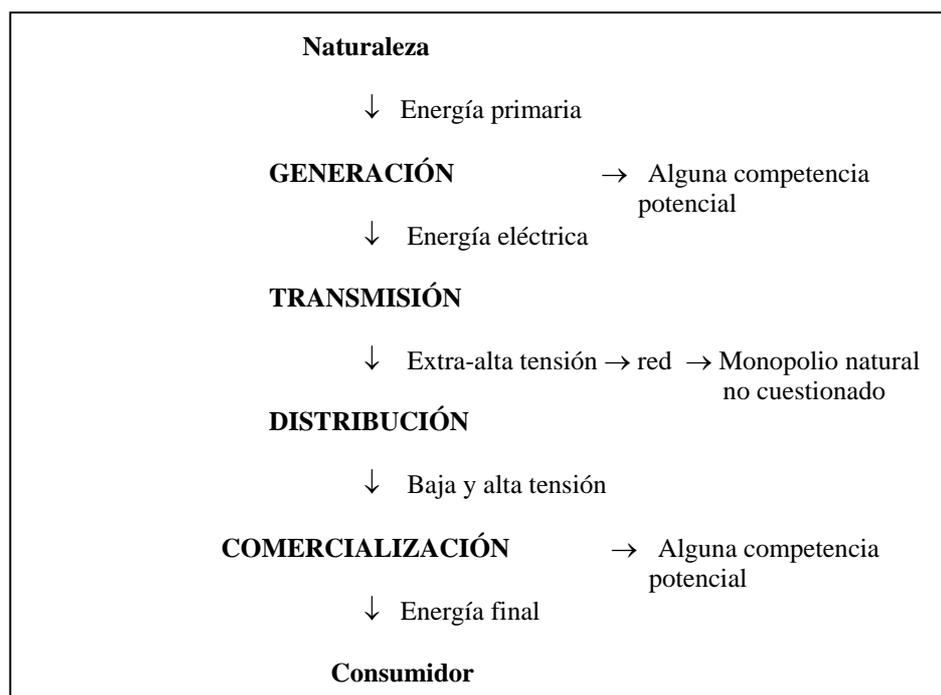 Naturaleza
↓ Energía primaria
GENERACIÓN → Alguna competencia
potencial
↓ Energía eléctrica
TRANSMISIÓN
↓ Extra-alta tensión → red → Monopolio natural
no cuestionado
DISTRIBUCIÓN
↓ Baja y alta tensión
COMERCIALIZACIÓN → Alguna competencia
potencial
↓ Energía final
Consumidor